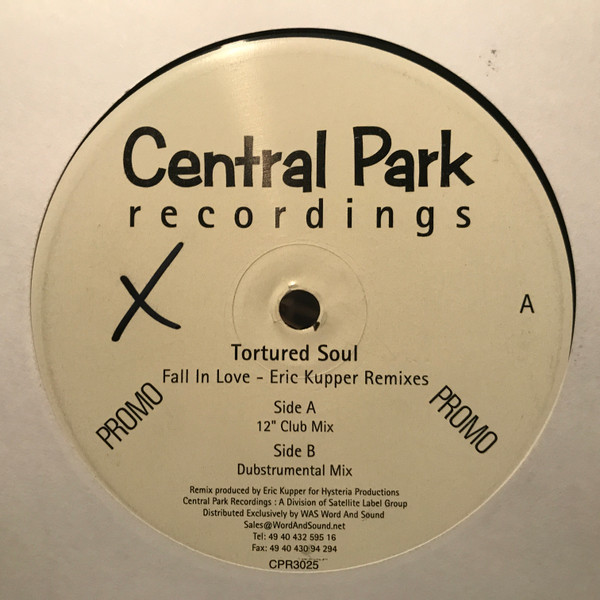 Central Park
recordings
X
A
Tortured Soul
Fall In Love - Eric Kupper Remixes
PROMO
PROMO
Side A
12" Club Mix
Side B
Dubstrumental Mix
Remix produced by Eric Kupper for Hysteria Productions
Central Park Recordings : A Division of Satellite Label Group
Distributed Exclusively by WAS Word And Sound
Sales@WordAndSound.net
Tel: 49 40 432 595 16
Fax: 49 40 430 94 294
CPR3025